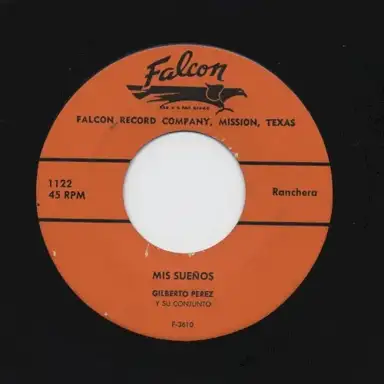 Falcon
FALCON RECORD COMPANY, MISSION, TEXAS
1122
45 RPM
Ranchera
MIS SUEÑOS
GILBERTO PEREZ
Y SU CONJUNTO
F-3610